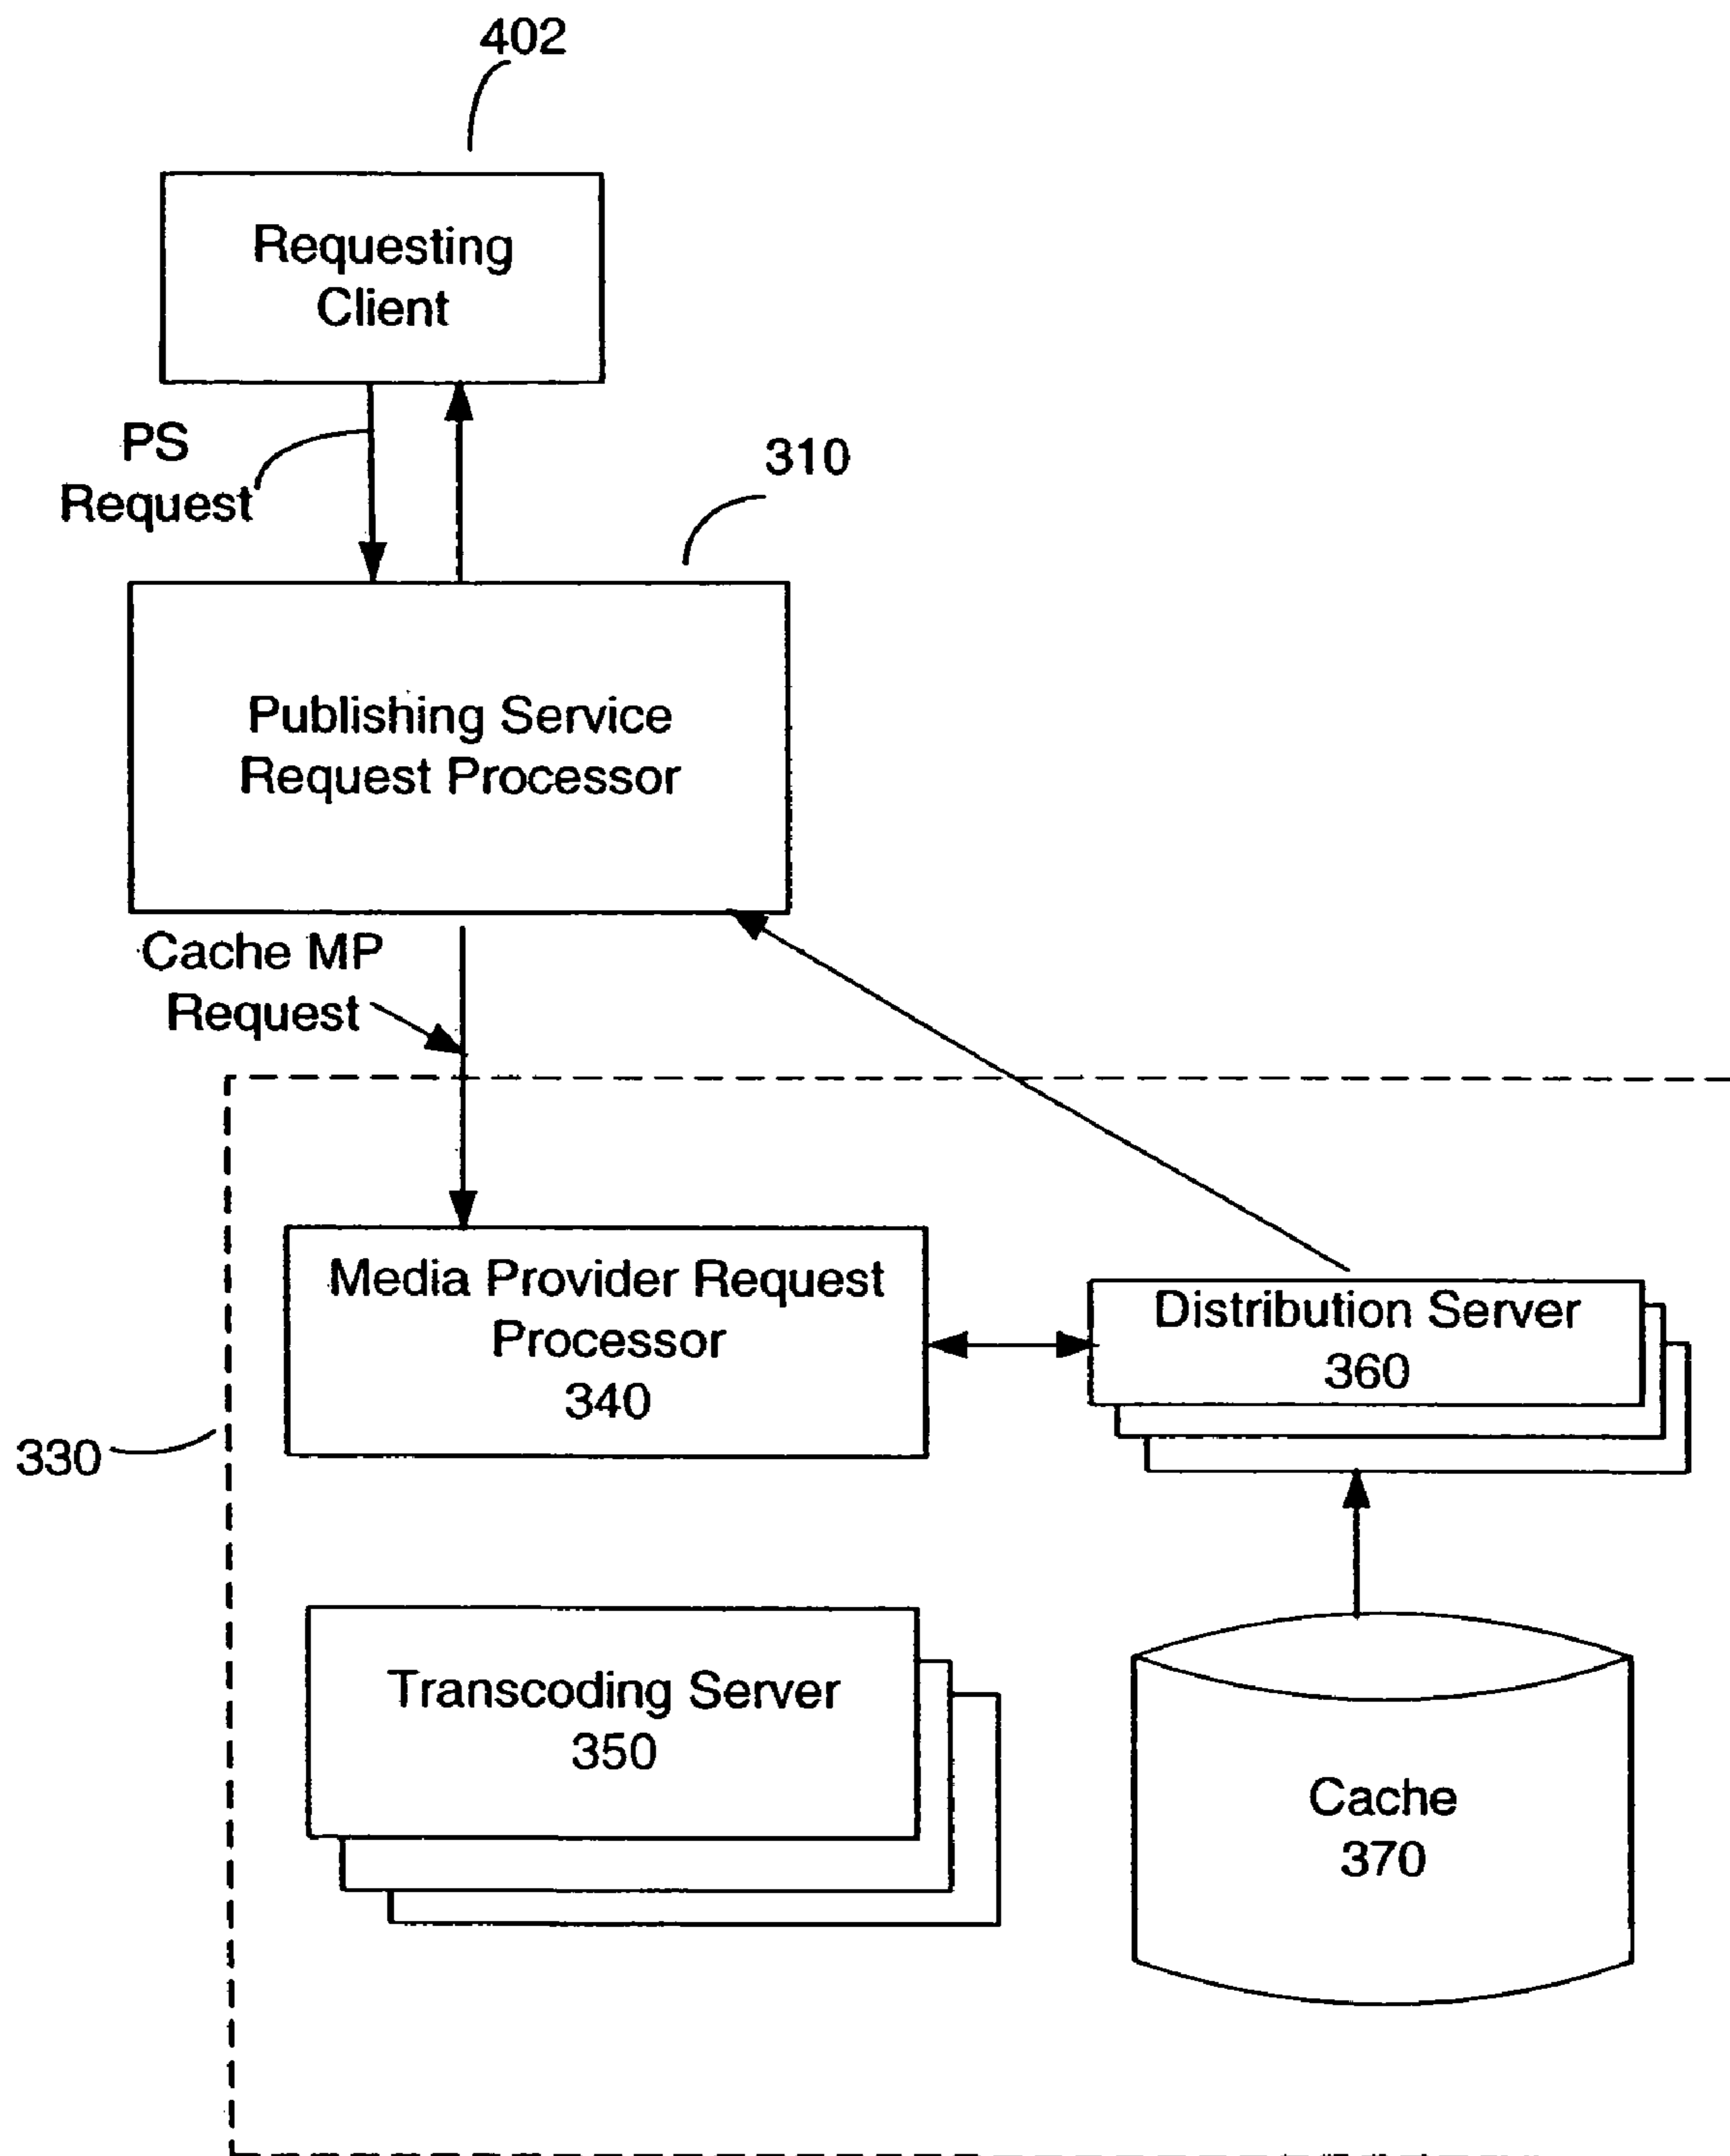 402
Requesting
Client
PS
Request
310
Publishing Service
Request Processor
Cache MP
Request
Media Provider Request
Processor
340
Distribution Server
360
330
Transcoding Server
350
Cache
370